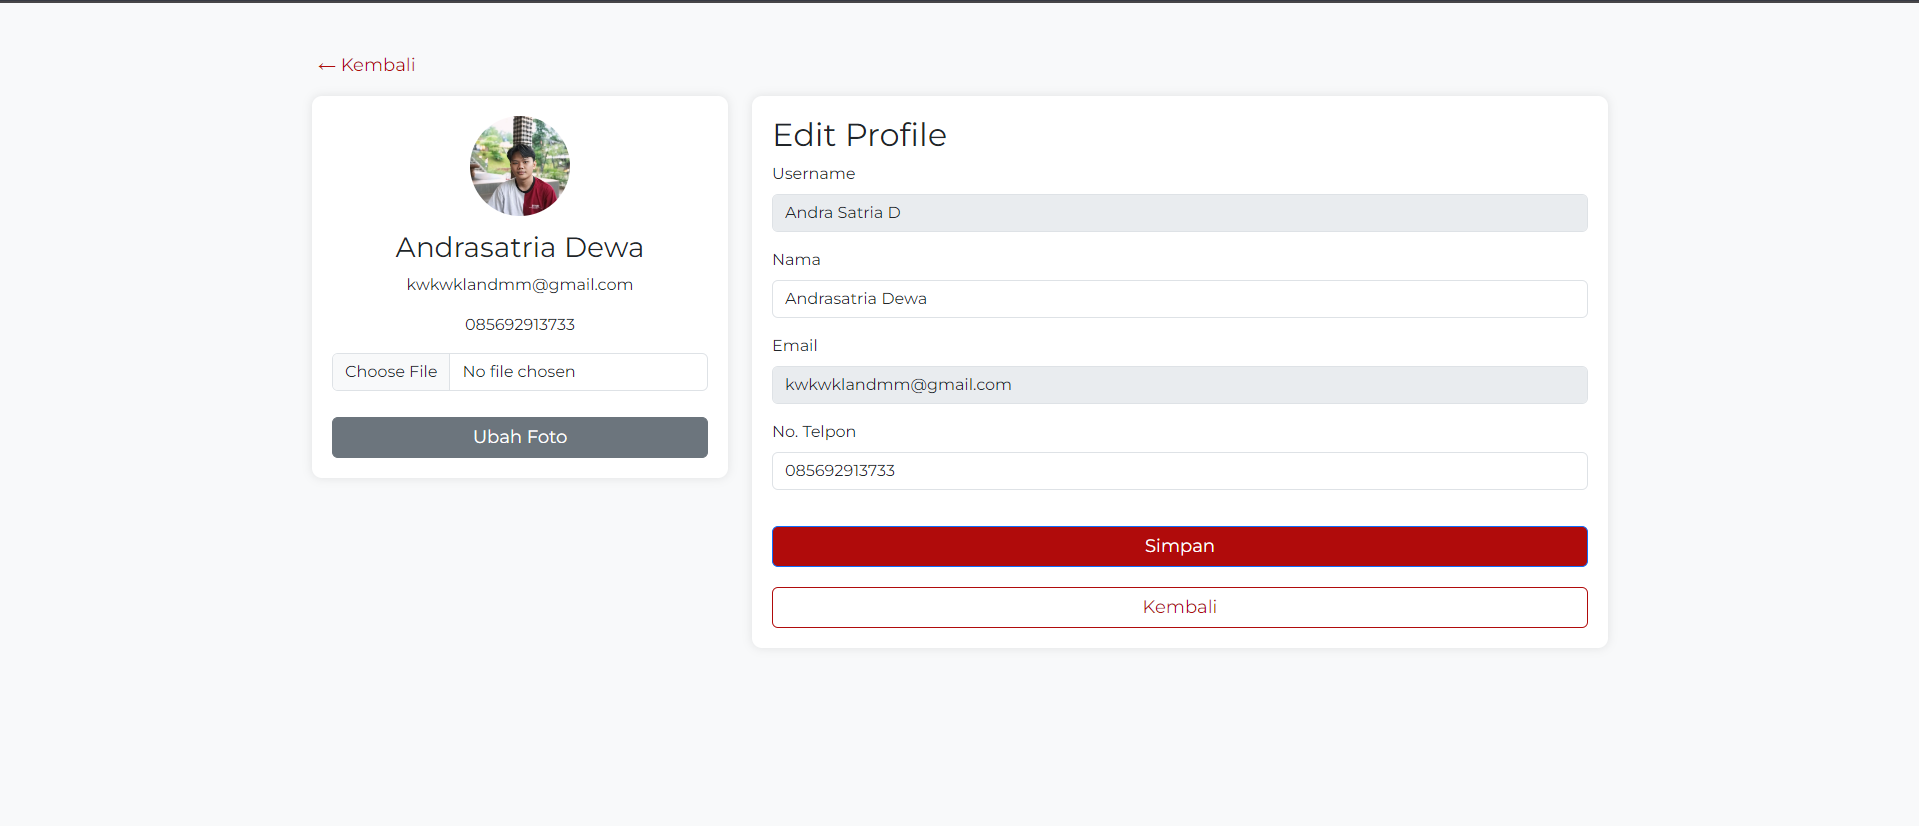 ← Kembali
Andrasatria Dewa
kwkwklandmm@gmail.com
085692913733
Choose File No file chosen
Ubah Foto
Edit Profile
Username
Andra Satria D
Nama
Andrasatria Dewa
Email
kwkwklandmm@gmail.com
No. Telpon
085692913733
Simpan
Kembali